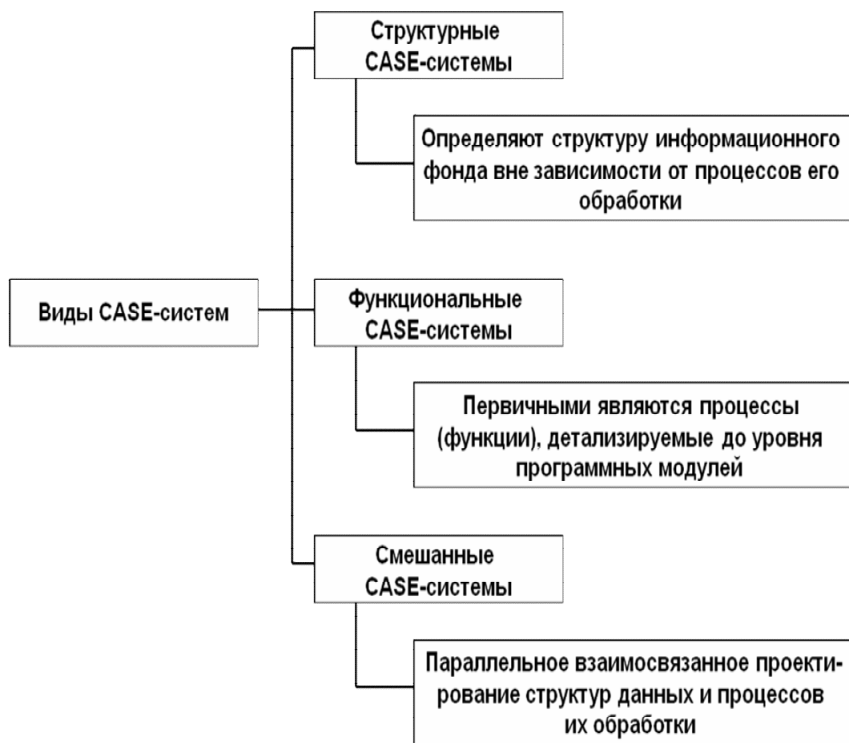 Структурные
CASE-системы
Определяют структуру информационного
фонда вне зависимости от процессов его
обработки
Виды CASE-систем
Функциональные
CASE-системы
Первичными являются процессы
(функции), детализируемые до уровня
программных модулей
Смешанные
CASE-системы
Параллельное взаимосвязанное проекти-
рование структур данных и процессов
их обработки